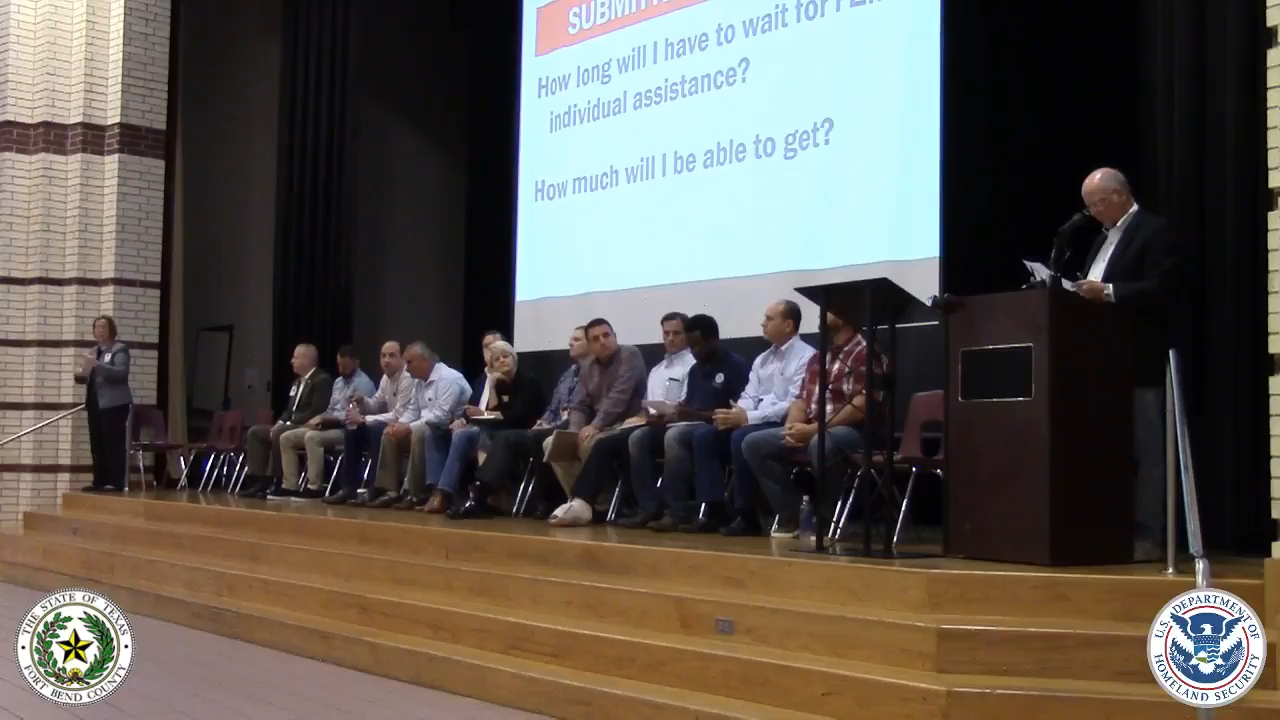 How long will I have to wait for
individual assistance?
How much will I be able to get?
THE STATE OF TEXAS
FORT BEND COUNTY
U.S. DEPARTMENT OF
HOMELAND SECURITY